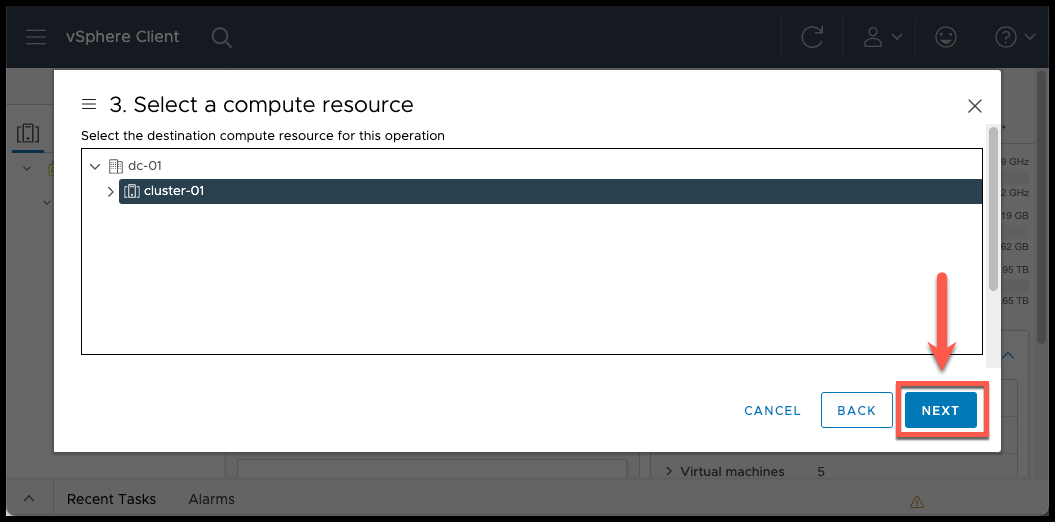 vSphere Client
3. Select a compute resource
Select the destination compute resource for this operation
dc-01
cluster-01
9 GHz
2 GHz
19 GB
62 GB
95 TB
65 TB
CANCEL
BACK
NEXT
Virtual machines 5
Recent Tasks Alarms